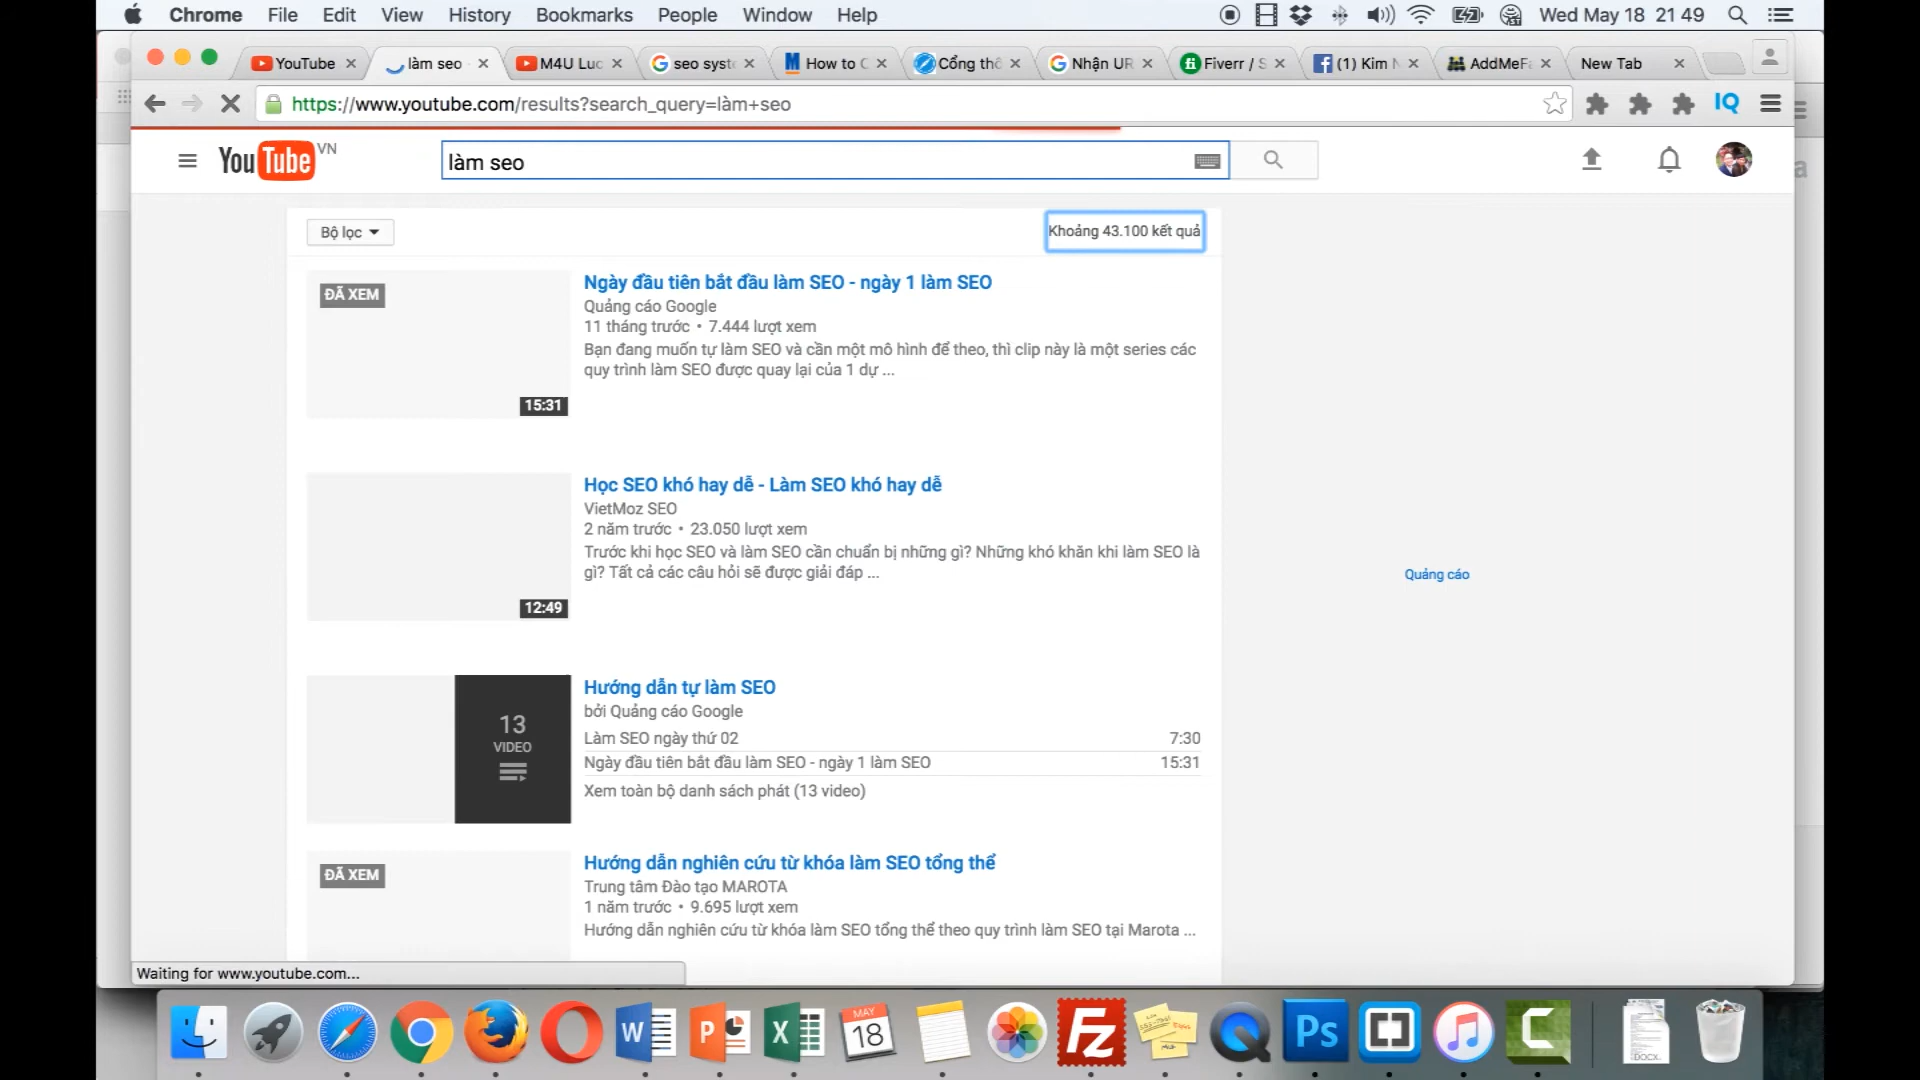 Chrome File Edit View History Bookmarks People Window Help
Wed May 18 21 49
YouTube
làm seo
M4U Luc
seo syst
How to C
Cổng thô
Nhận UR
Fiverr / S
(1) Kim N
AddMeFa
New Tab
https://www.youtube.com/results?search_query=làm+seo
IQ
YouTube VN
làm seo
Bộ lọc
Khoảng 43.100 kết quả
ĐÃ XEM
15:31
Ngày đầu tiên bắt đầu làm SEO - ngày 1 làm SEO
Quảng cáo Google
11 tháng trước • 7.444 lượt xem
Bạn đang muốn tự làm SEO và cần một mô hình để theo, thì clip này là một series các
quy trình làm SEO được quay lại của 1 dự ...
12:49
Học SEO khó hay dễ - Làm SEO khó hay dễ
VietMoz SEO
2 năm trước • 23.050 lượt xem
Trước khi học SEO và làm SEO cần chuẩn bị những gì? Những khó khăn khi làm SEO là
gì? Tất cả các câu hỏi sẽ được giải đáp ...
Quảng cáo
13
VIDEO
Hướng dẫn tự làm SEO
bởi Quảng cáo Google
Làm SEO ngày thứ 02 7:30
Ngày đầu tiên bắt đầu làm SEO - ngày 1 làm SEO 15:31
Xem toàn bộ danh sách phát (13 video)
ĐÃ XEM
Hướng dẫn nghiên cứu từ khóa làm SEO tổng thể
Trung tâm Đào tạo MAROTA
1 năm trước • 9.695 lượt xem
Hướng dẫn nghiên cứu từ khóa làm SEO tổng thể theo quy trình làm SEO tại Marota ...
Waiting for www.youtube.com...
W
P
X
MAY
18
Fz
Ps
C
DOCX